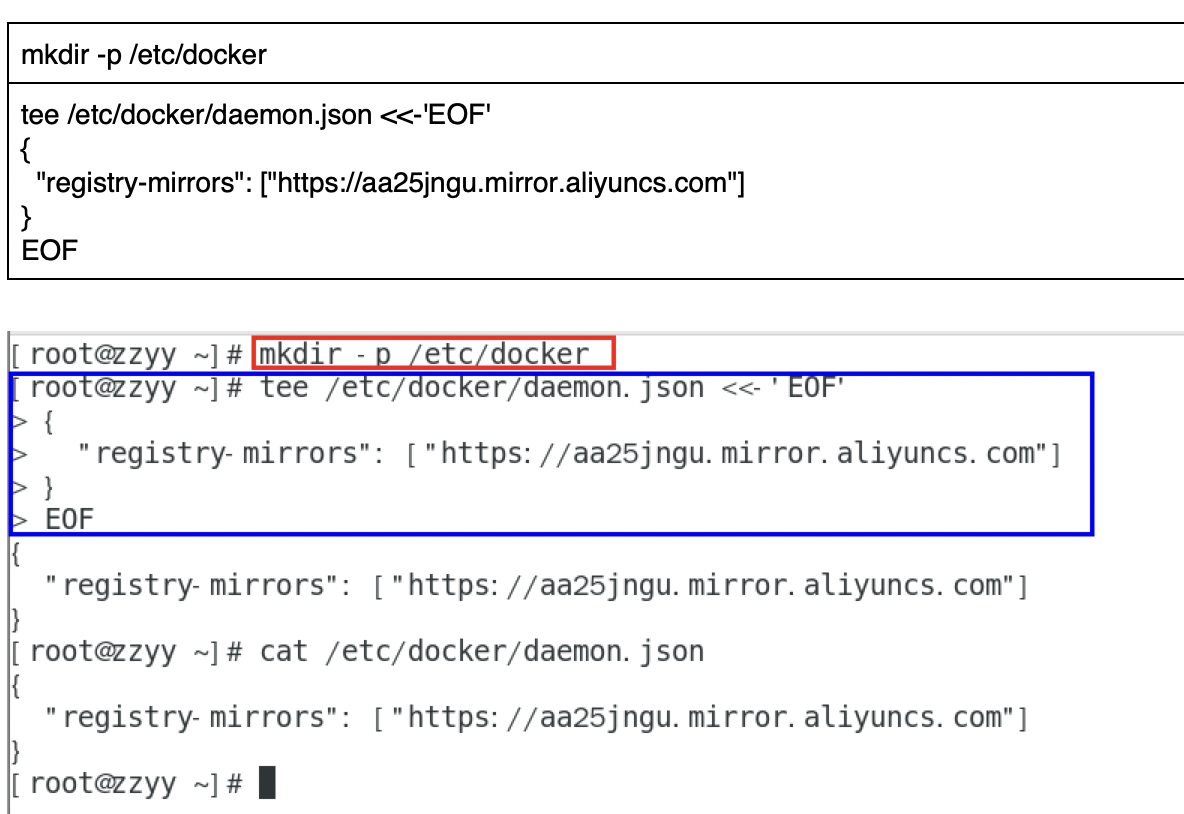 mkdir -p /etc/docker
tee /etc/docker/daemon.json <<-'EOF'
{
  "registry-mirrors": ["https://aa25jngu.mirror.aliyuncs.com"]
}
EOF
[root@zzyy ~]# mkdir -p /etc/docker
[root@zzyy ~]# tee /etc/docker/daemon.json <<-'EOF'
> {
>   "registry-mirrors": ["https://aa25jngu.mirror.aliyuncs.com"]
> }
> EOF
{
  "registry-mirrors": ["https://aa25jngu.mirror.aliyuncs.com"]
}
[root@zzyy ~]# cat /etc/docker/daemon.json
{
  "registry-mirrors": ["https://aa25jngu.mirror.aliyuncs.com"]
}
[root@zzyy ~]#